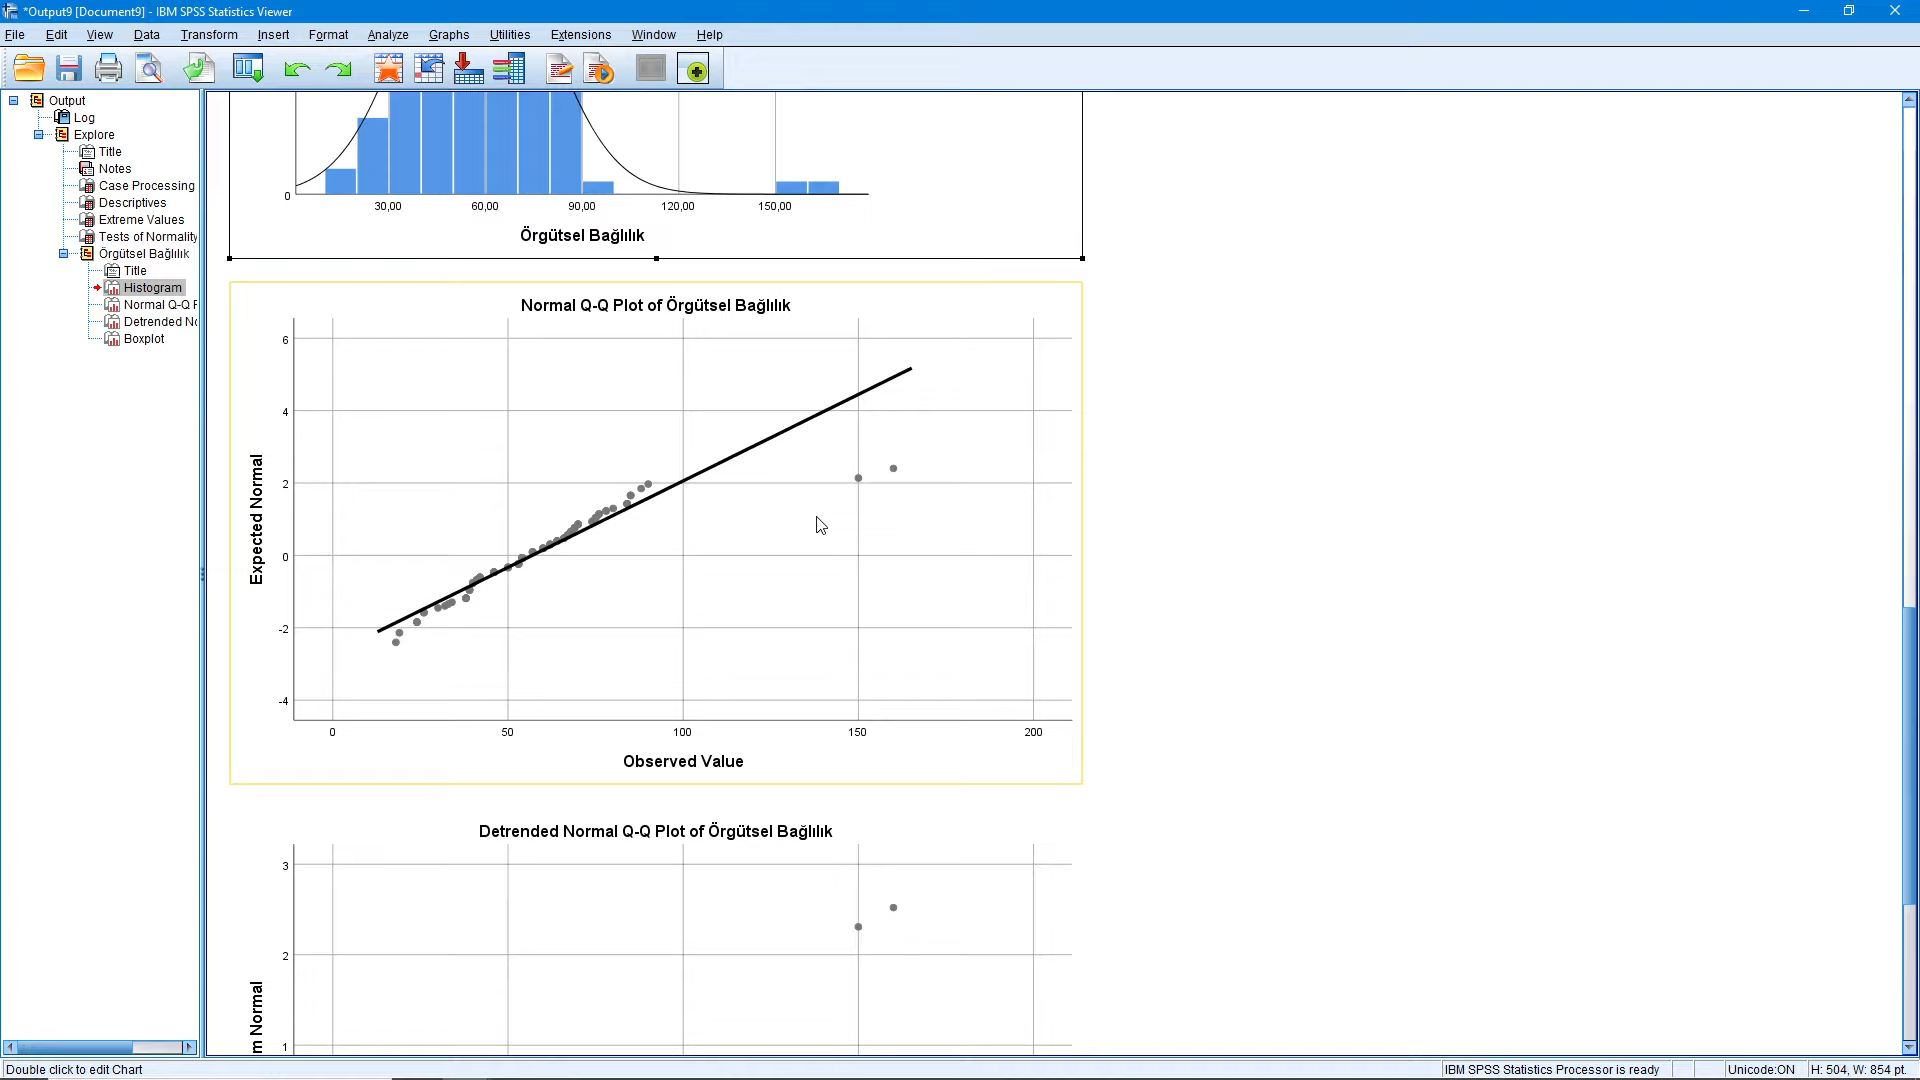 *Output9 [Document9] - IBM SPSS Statistics Viewer
File Edit View Data Transform Insert Format Analyze Graphs Utilities Extensions Window Help
Output
Log
Explore
Title
Notes
Case Processing
Descriptives
Extreme Values
Tests of Normality
Örgütsel Bağlılık
Title
Histogram
Normal Q-Q P
Detrended No
Boxplot
0
30,00 60,00 90,00 120,00 150,00
Örgütsel Bağlılık
Normal Q-Q Plot of Örgütsel Bağlılık
6
4
2
0
-2
-4
Expected Normal
0 50 100 150 200
Observed Value
Detrended Normal Q-Q Plot of Örgütsel Bağlılık
3
2
1
m Normal
Double click to edit Chart
IBM SPSS Statistics Processor is ready
Unicode:ON
H: 504, W: 854 pt.